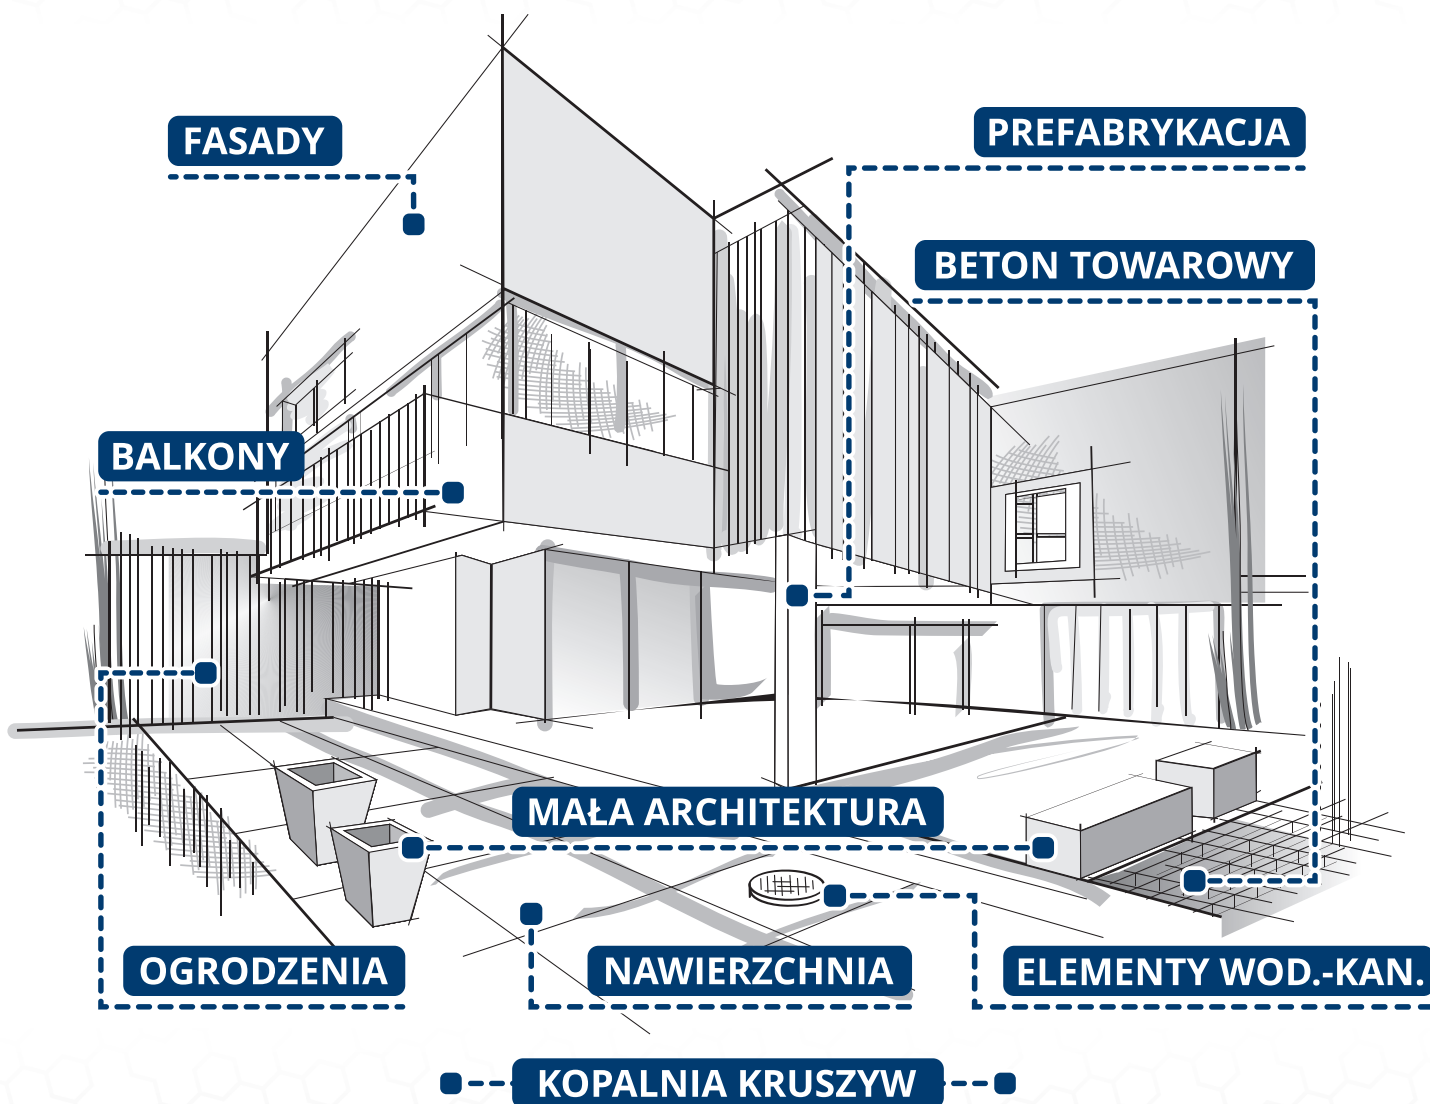 FASADY
PREFABRYKACJA
BETON TOWAROWY
BALKONY
MAŁA ARCHITEKTURA
OGRODZENIA
NAWIERZCHNIA
ELEMENTY WOD.-KAN.
KOPALNIA KRUSZYW